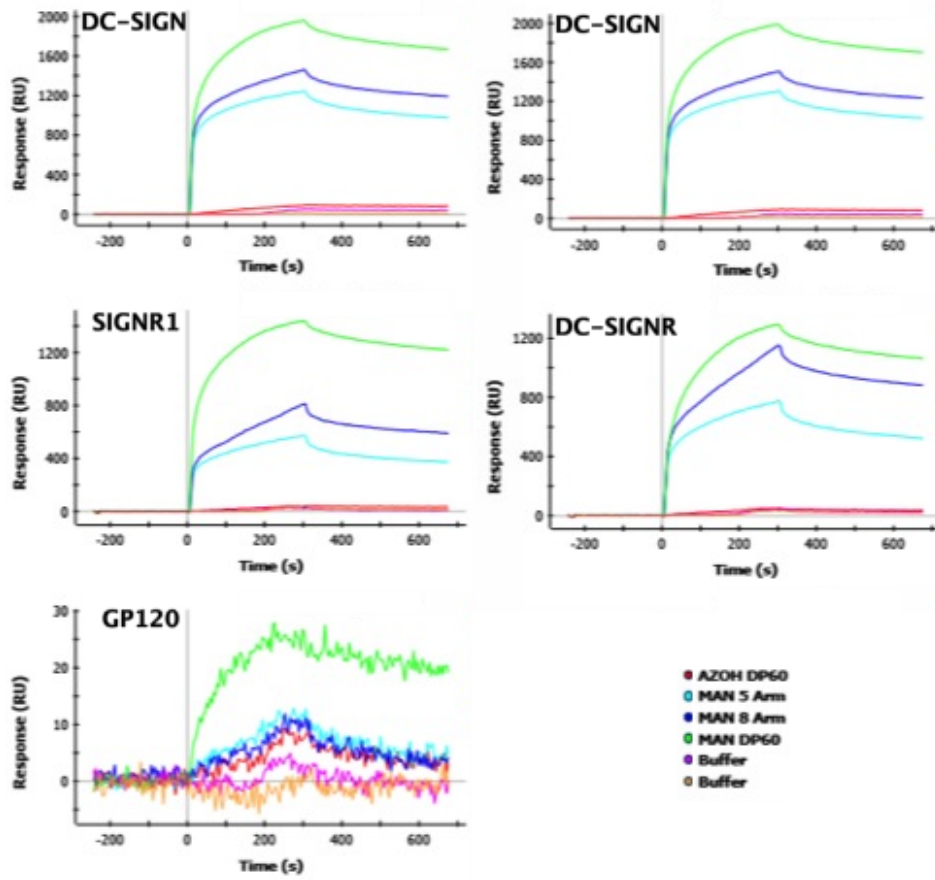 DC-SIGN
Response (RU)
2000
1600
1200
800
400
0
-200 0 200 400 600
Time (s)
DC-SIGN
Response (RU)
2000
1600
1200
800
400
0
-200 0 200 400 600
Time (s)
SIGNR1
Response (RU)
1200
800
400
0
-200 0 200 400 600
Time (s)
DC-SIGNR
Response (RU)
1200
800
400
0
-200 0 200 400 600
Time (s)
GP120
Response (RU)
30
20
10
0
-200 0 200 400 600
Time (s)
AZOH DP60
MAN 5 Arm
MAN 8 Arm
MAN DP60
Buffer
Buffer